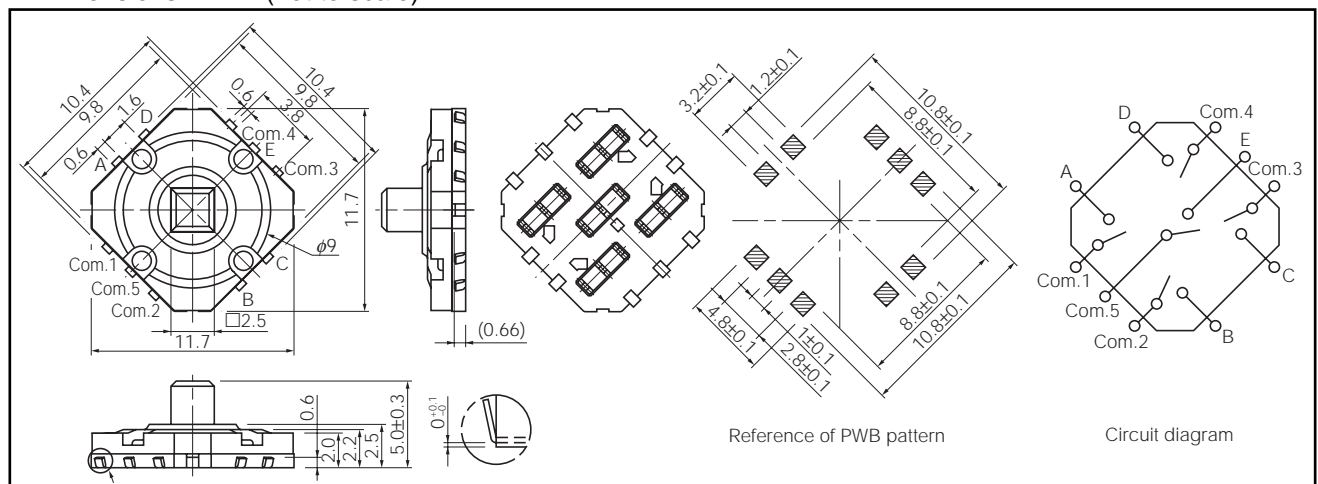 10.4
9.8
0.6
1.6
D
A
0.6
3.8
10.4
9.8
Com.4
E
Com.3
11.7
φ9
C
B
Com.1
Com.5
Com.2
□2.5
11.7
(0.66)
0.6
2.0
2.2
2.5
5.0±0.3
0+0.1 -0
3.2±0.1
1.2±0.1
10.8±0.1
8.8±0.1
4.8±0.1
1±0.1
2.8±0.1
8.8±0.1
10.8±0.1
Reference of PWB pattern
D
Com.4
E
Com.3
A
Com.1
Com.5
Com.2
B
C
Circuit diagram